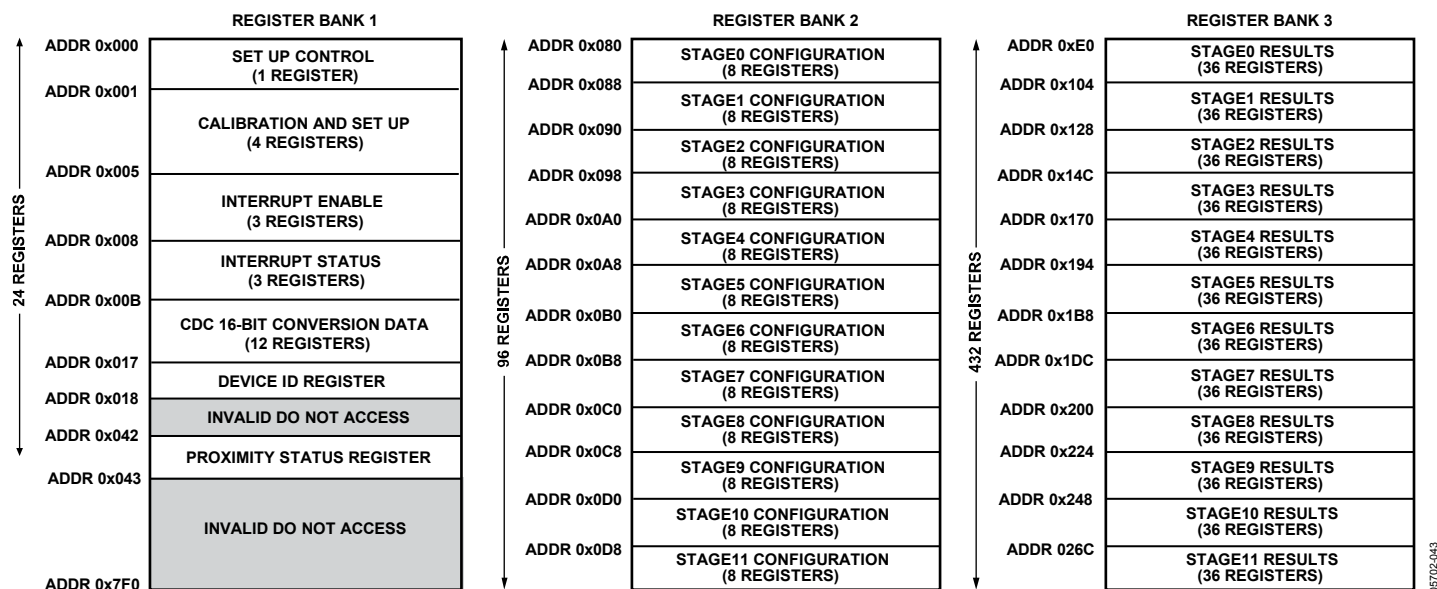 REGISTER BANK 1
24 REGISTERS
ADDR 0x000
SET UP CONTROL
(1 REGISTER)
ADDR 0x001
CALIBRATION AND SET UP
(4 REGISTERS)
ADDR 0x005
INTERRUPT ENABLE
(3 REGISTERS)
ADDR 0x008
INTERRUPT STATUS
(3 REGISTERS)
ADDR 0x00B
CDC 16-BIT CONVERSION DATA
(12 REGISTERS)
ADDR 0x017
DEVICE ID REGISTER
ADDR 0x018
INVALID DO NOT ACCESS
ADDR 0x042
PROXIMITY STATUS REGISTER
ADDR 0x043
INVALID DO NOT ACCESS
ADDR 0x7F0
REGISTER BANK 2
96 REGISTERS
ADDR 0x080
STAGE0 CONFIGURATION
(8 REGISTERS)
ADDR 0x088
STAGE1 CONFIGURATION
(8 REGISTERS)
ADDR 0x090
STAGE2 CONFIGURATION
(8 REGISTERS)
ADDR 0x098
STAGE3 CONFIGURATION
(8 REGISTERS)
ADDR 0x0A0
STAGE4 CONFIGURATION
(8 REGISTERS)
ADDR 0x0A8
STAGE5 CONFIGURATION
(8 REGISTERS)
ADDR 0x0B0
STAGE6 CONFIGURATION
(8 REGISTERS)
ADDR 0x0B8
STAGE7 CONFIGURATION
(8 REGISTERS)
ADDR 0x0C0
STAGE8 CONFIGURATION
(8 REGISTERS)
ADDR 0x0C8
STAGE9 CONFIGURATION
(8 REGISTERS)
ADDR 0x0D0
STAGE10 CONFIGURATION
(8 REGISTERS)
ADDR 0x0D8
STAGE11 CONFIGURATION
(8 REGISTERS)
REGISTER BANK 3
432 REGISTERS
ADDR 0xE0
STAGE0 RESULTS
(36 REGISTERS)
ADDR 0x104
STAGE1 RESULTS
(36 REGISTERS)
ADDR 0x128
STAGE2 RESULTS
(36 REGISTERS)
ADDR 0x14C
STAGE3 RESULTS
(36 REGISTERS)
ADDR 0x170
STAGE4 RESULTS
(36 REGISTERS)
ADDR 0x194
STAGE5 RESULTS
(36 REGISTERS)
ADDR 0x1B8
STAGE6 RESULTS
(36 REGISTERS)
ADDR 0x1DC
STAGE7 RESULTS
(36 REGISTERS)
ADDR 0x200
STAGE8 RESULTS
(36 REGISTERS)
ADDR 0x224
STAGE9 RESULTS
(36 REGISTERS)
ADDR 0x248
STAGE10 RESULTS
(36 REGISTERS)
ADDR 026C
STAGE11 RESULTS
(36 REGISTERS)
05702-043